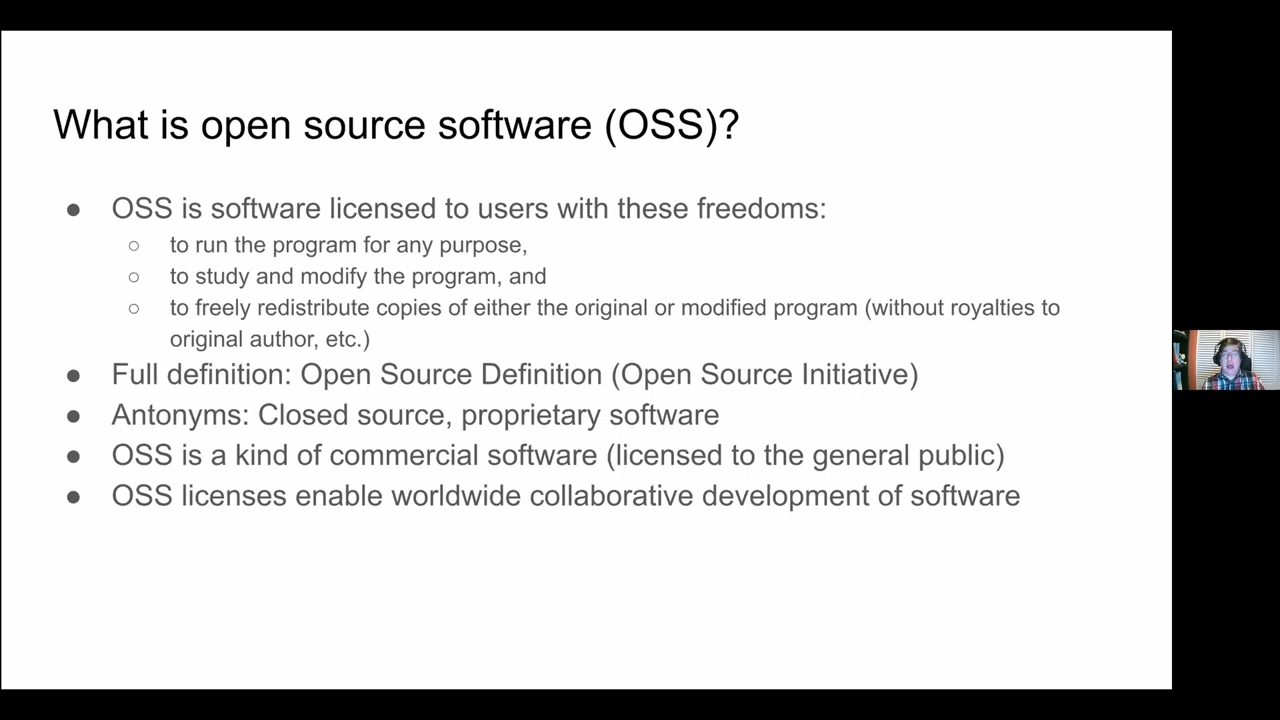 What is open source software (OSS)?
● OSS is software licensed to users with these freedoms:
○ to run the program for any purpose,
○ to study and modify the program, and
○ to freely redistribute copies of either the original or modified program (without royalties to
original author, etc.)
● Full definition: Open Source Definition (Open Source Initiative)
● Antonyms: Closed source, proprietary software
● OSS is a kind of commercial software (licensed to the general public)
● OSS licenses enable worldwide collaborative development of software